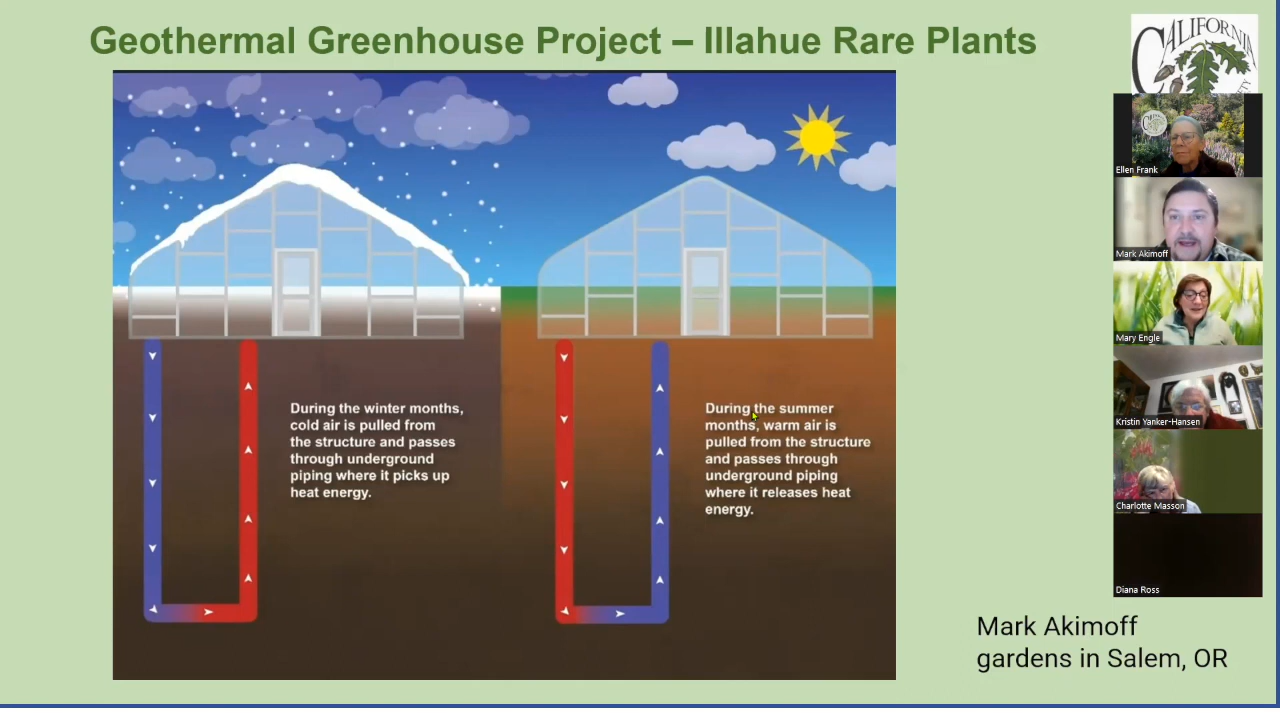 Geothermal Greenhouse Project – Illahue Rare Plants
CALIFORNIA
Ellen Frank
Mark Akimoff
Mary Engle
Kristin Yanker-Hansen
Charlotte Masson
Diana Ross
During the winter months,
cold air is pulled from
the structure and passes
through underground
piping where it picks up
heat energy.
During the summer
months, warm air is
pulled from the structure
and passes through
underground piping
where it releases heat
energy.
Mark Akimoff
gardens in Salem, OR